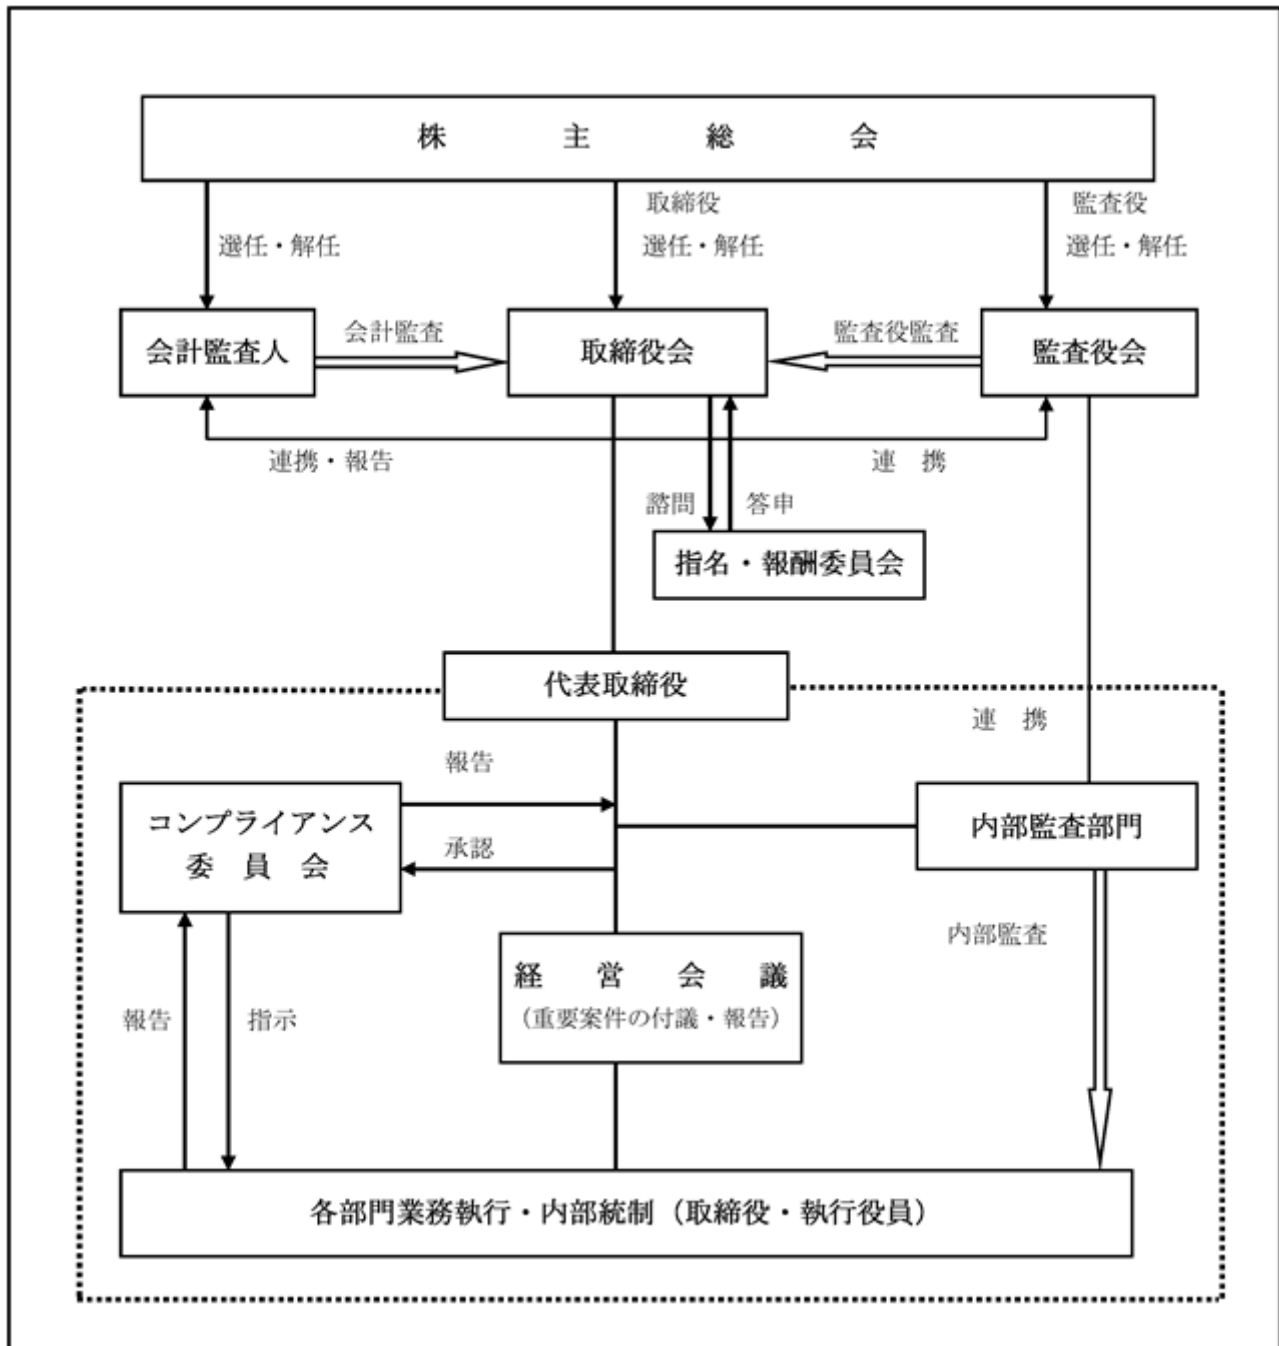 株主総会
取締役
監査役
選任・解任
選任・解任
選任・解任
会計監査人
会計監査
取締役会
監査役監査
監査役会
連携・報告
連 携
諮問
答申
指名・報酬委員会
代表取締役
連 携
報告
コンプライアンス
委員会
承認
内部監査部門
内部監査
経営会議
（重要案件の付議・報告）
報告
指示
各部門業務執行・内部統制（取締役・執行役員）